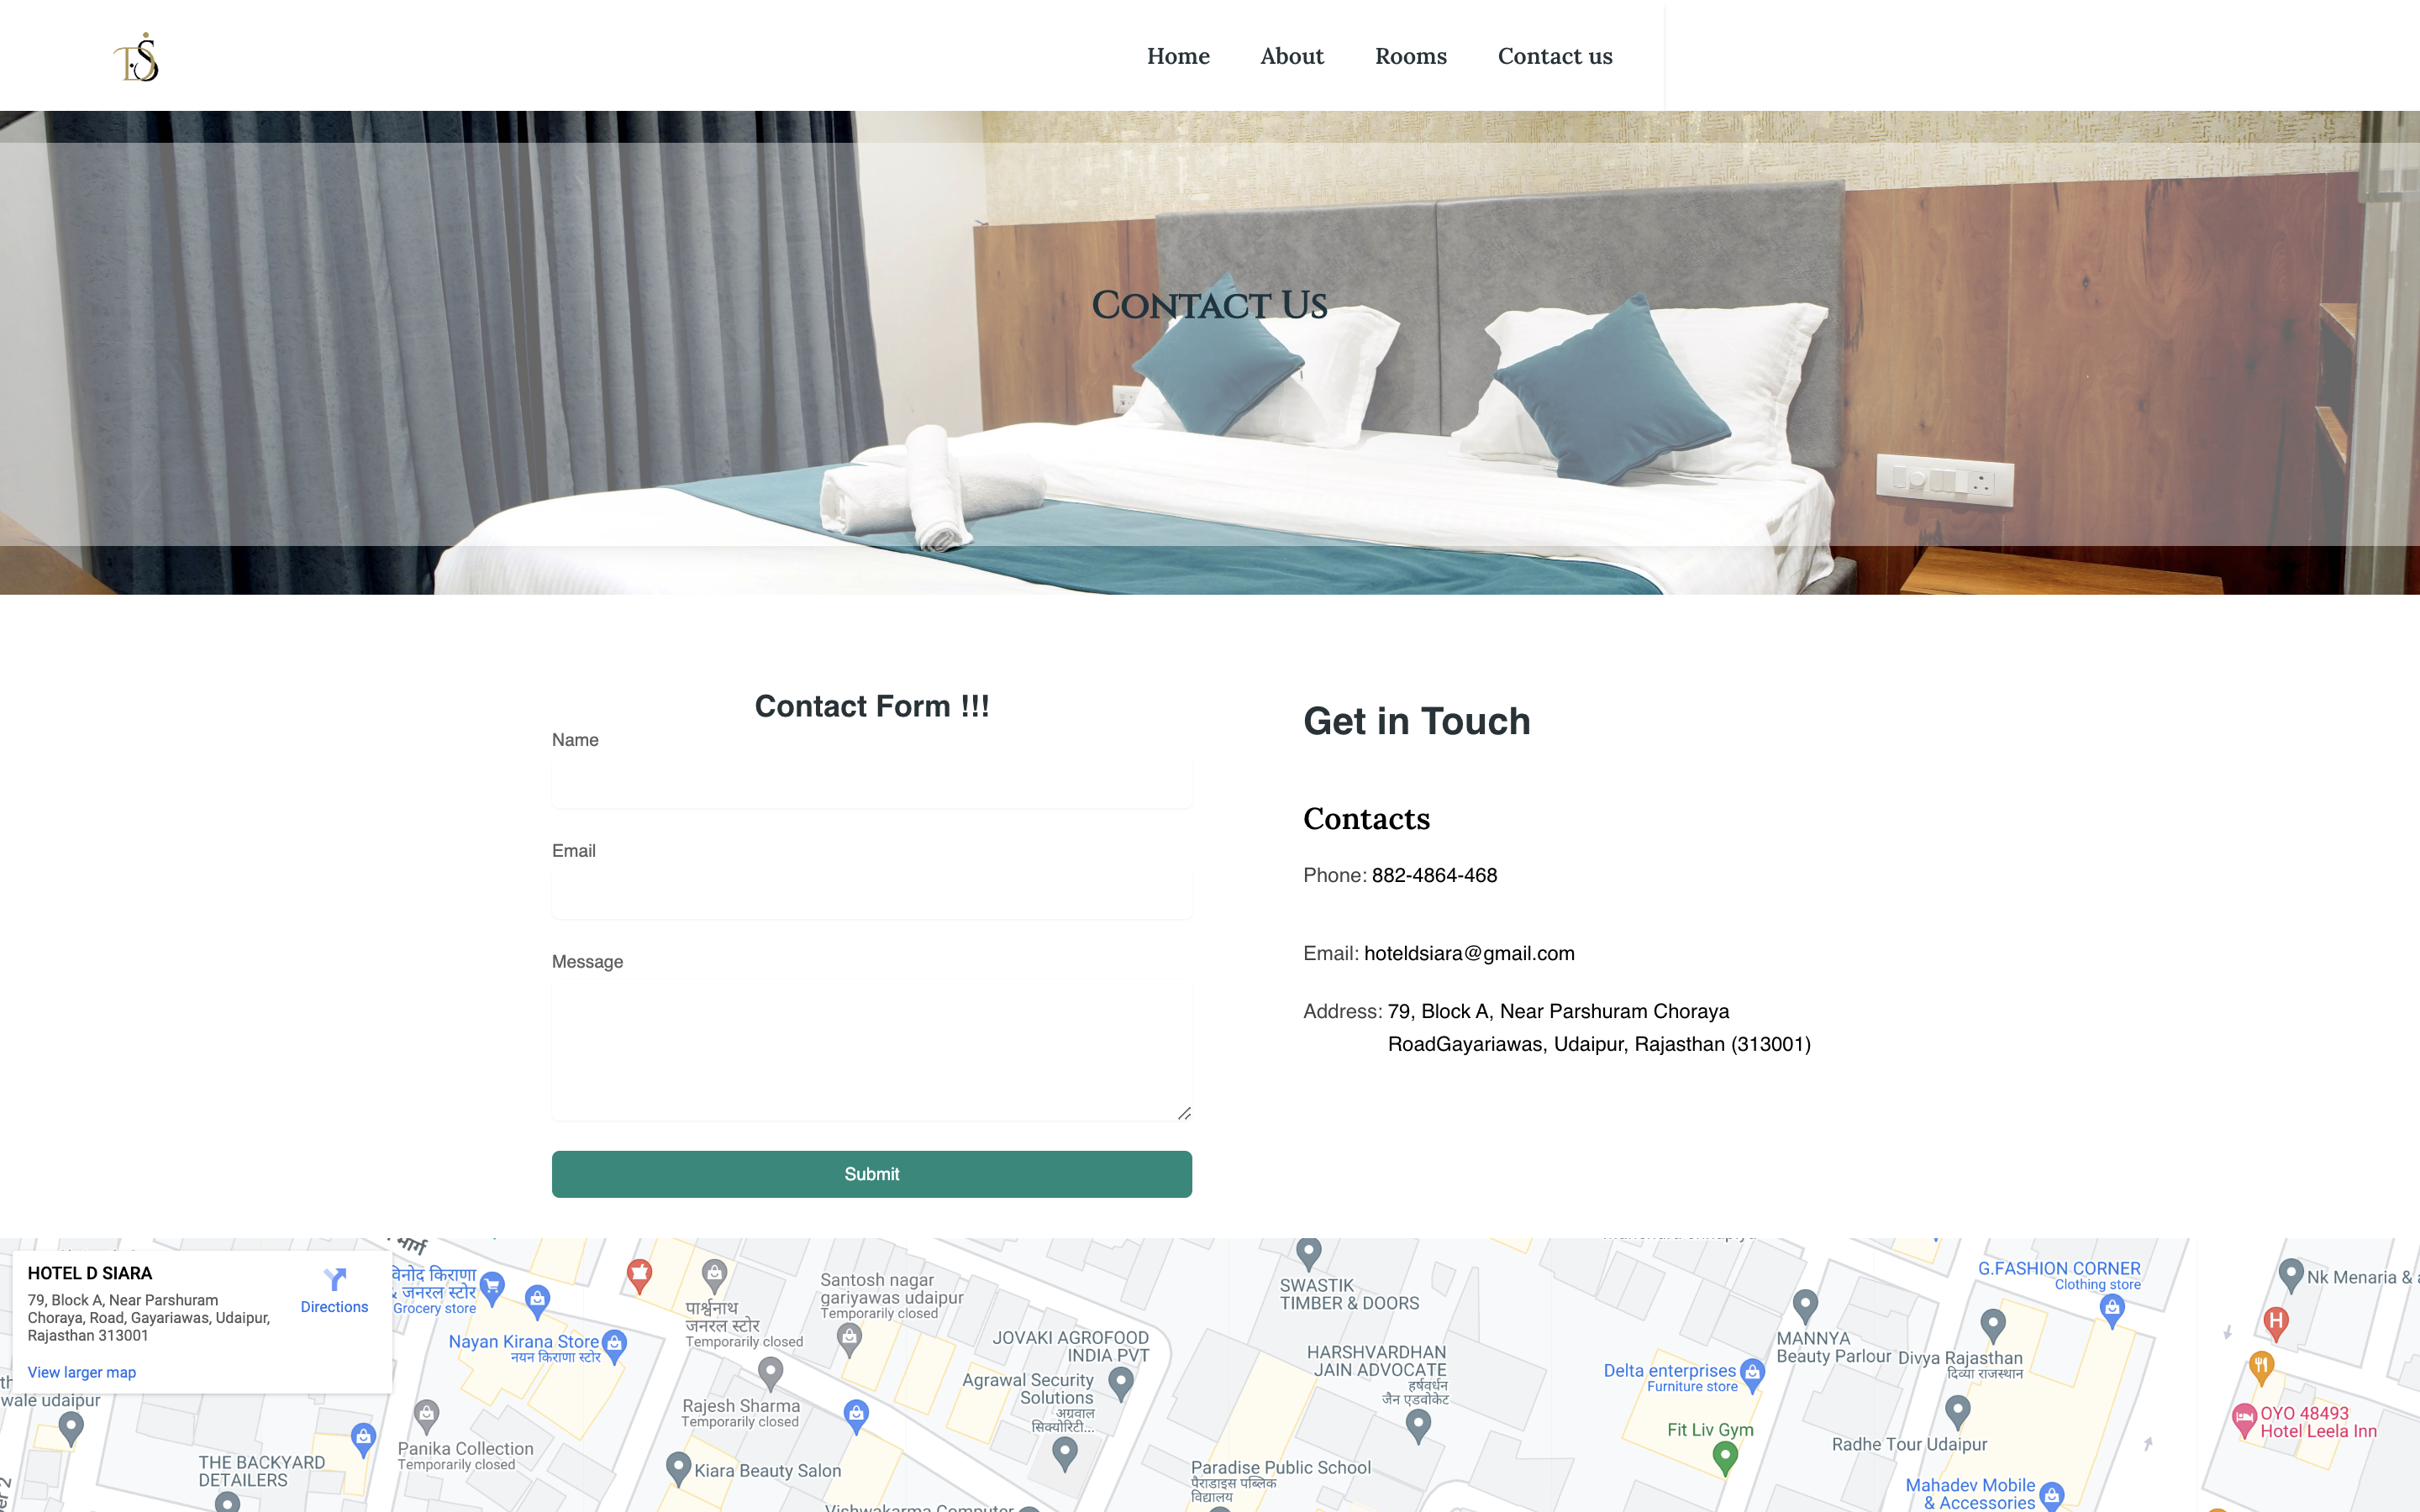 DS
Home
About
Rooms
Contact us
Contact Us
Contact Form !!!
Name
Email
Message
Submit
Get in Touch
Contacts
Phone: 882-4864-468
Email: hoteldsiara@gmail.com
Address: 79, Block A, Near Parshuram Choraya
RoadGayariawas, Udaipur, Rajasthan (313001)
HOTEL D SIARA
79, Block A, Near Parshuram
Choraya, Road, Gayariawas, Udaipur,
Rajasthan 313001
Directions
View larger map
मार्ग
विनोद किराणा
& जनरल स्टोर
Grocery store
Nayan Kirana Store
नयन किराणा स्टोर
पार्श्वनाथ
जनरल स्टोर
Temporarily closed
Santosh nagar
gariyawas udaipur
Temporarily closed
JOVAKI AGROFOOD
INDIA PVT
Agrawal Security
Solutions
अग्रवाल
सिक्योरिटी...
Rajesh Sharma
Temporarily closed
wale udaipur
Panika Collection
Temporarily closed
THE BACKYARD
DETAILERS
Kiara Beauty Salon
Vishwakarma Computer
SWASTIK
TIMBER & DOORS
HARSHVARDHAN
JAIN ADVOCATE
हर्षवर्धन
जैन एडवोकेट
Paradise Public School
पैराडाइस पब्लिक
विद्यालय
Delta enterprises
Furniture store
Fit Liv Gym
MANNYA
Beauty Parlour
Divya Rajasthan
दिव्या राजस्थान
Radhe Tour Udaipur
G.FASHION CORNER
Clothing store
Nk Menaria &
H
OYO 48493
Hotel Leela Inn
Mahadev Mobile
& Accessories